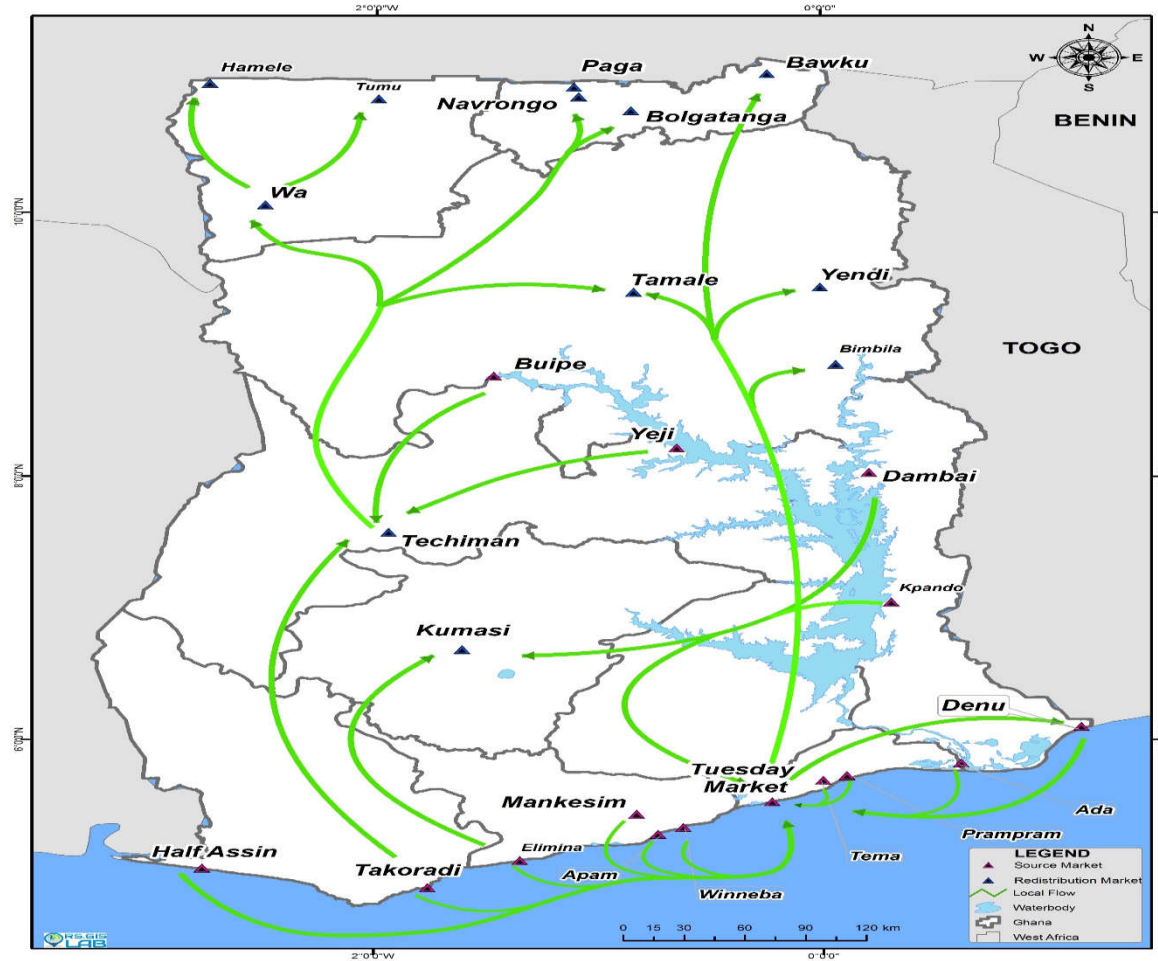 2°0'0"W
0°0'0"
N
W
E
S
Hamele
Paga
Bawku
Tumu
Navrongo
Bolgatanga
BENIN
Wa
10°0'0"N
Tamale
Yendi
Bimbila
TOGO
Buipe
Yeji
8°0'0"N
Dambai
Techiman
Kpando
Kumasi
Denu
6°0'0"N
Tuesday
Market
Mankesim
Ada
Prampram
Half Assin
Elimina
Tema
Takoradi
Apam
Winneba
LEGEND
Source Market
Redistribution Market
Local Flow
Waterbody
Ghana
West Africa
0 15 30 60 90 120 km
RS.GIS
LAB
2°0'0"W
0°0'0"